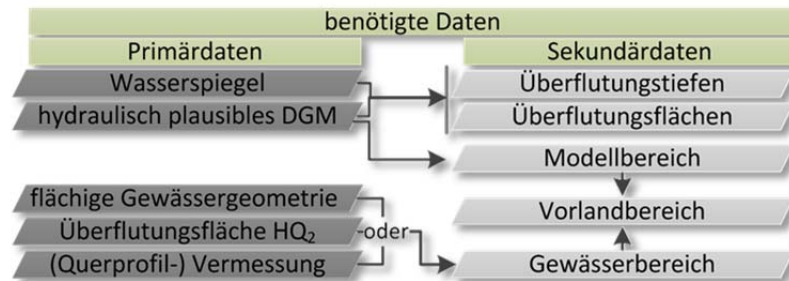 benötigte Daten
Primärdaten
Sekundärdaten
Wasserspiegel
Überflutungstiefen
hydraulisch plausibles DGM
Überflutungsflächen
Modellbereich
flächige Gewässergeometrie
Vorlandbereich
Überflutungsfläche HQ₂
oder
(Querprofil-) Vermessung
Gewässerbereich